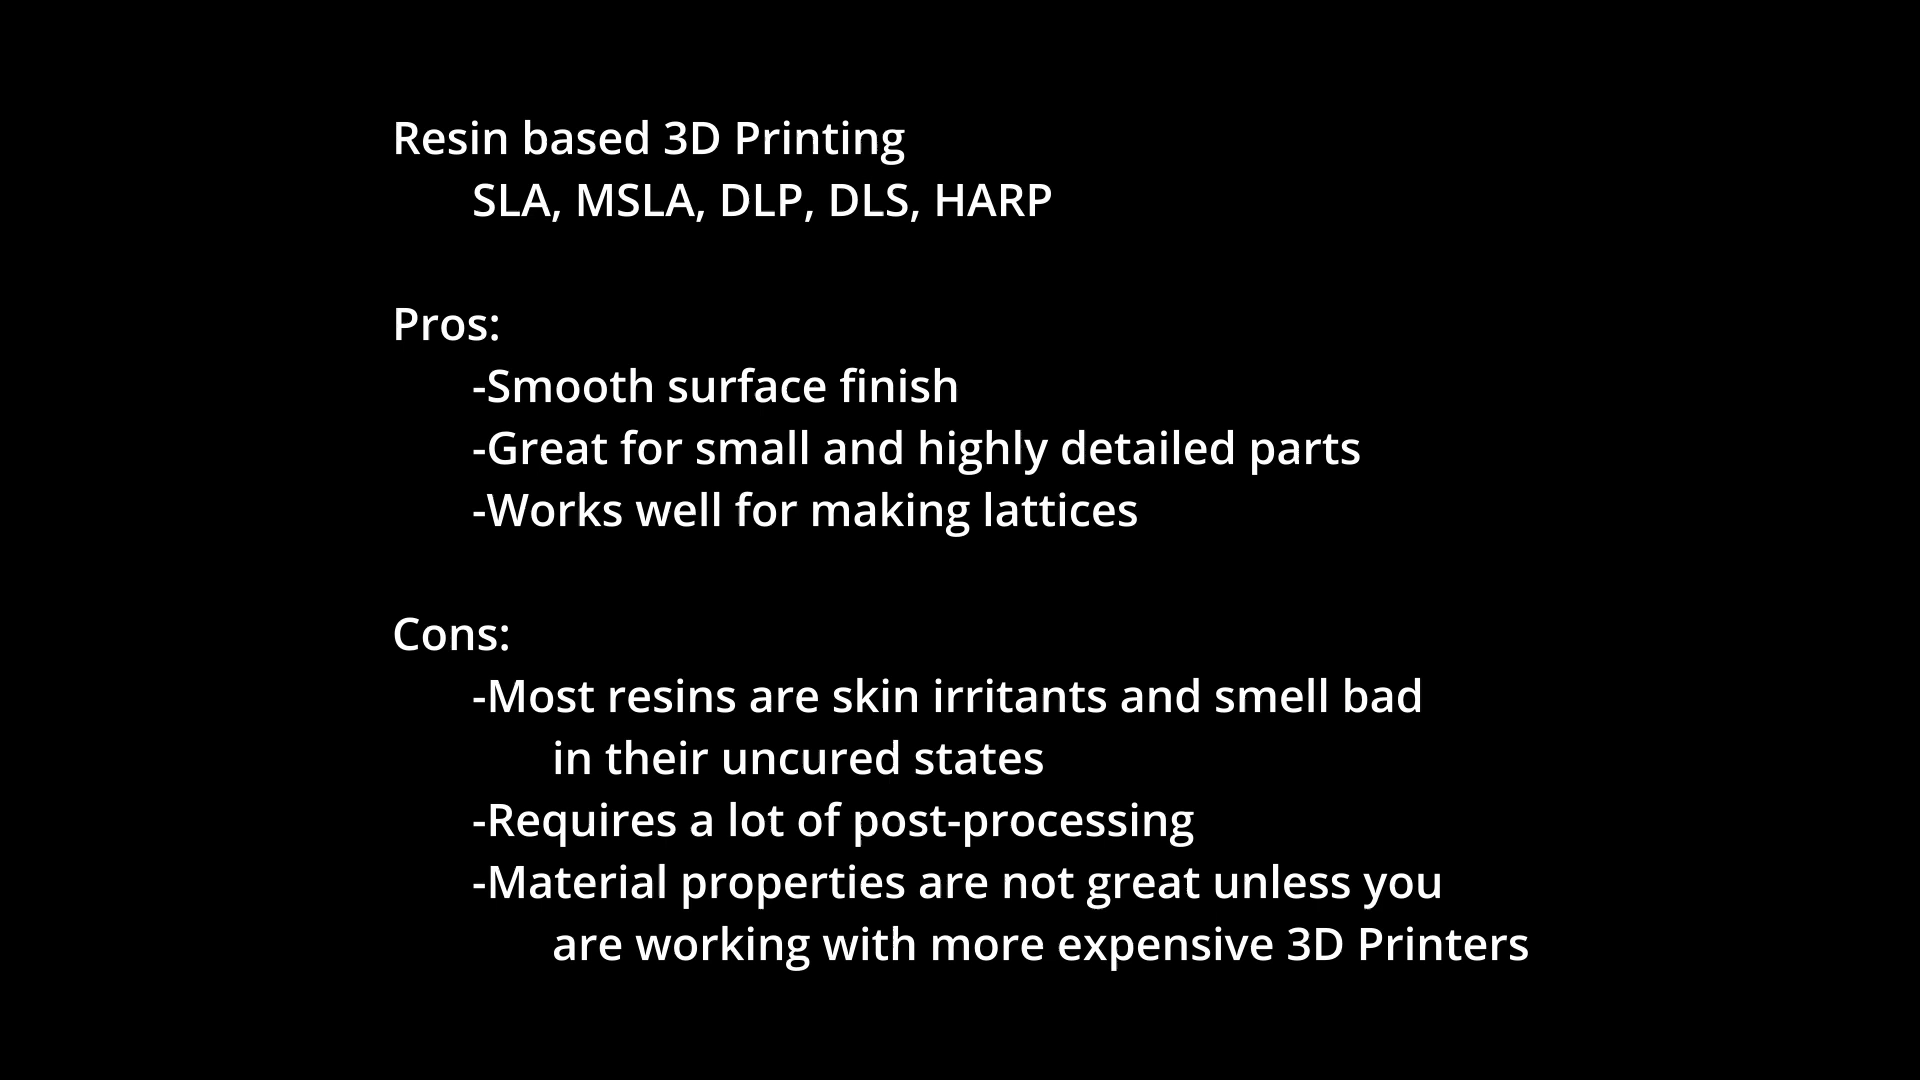 Resin based 3D Printing
SLA, MSLA, DLP, DLS, HARP
Pros:
-Smooth surface finish
-Great for small and highly detailed parts
-Works well for making lattices
Cons:
-Most resins are skin irritants and smell bad
in their uncured states
-Requires a lot of post-processing
-Material properties are not great unless you
are working with more expensive 3D Printers